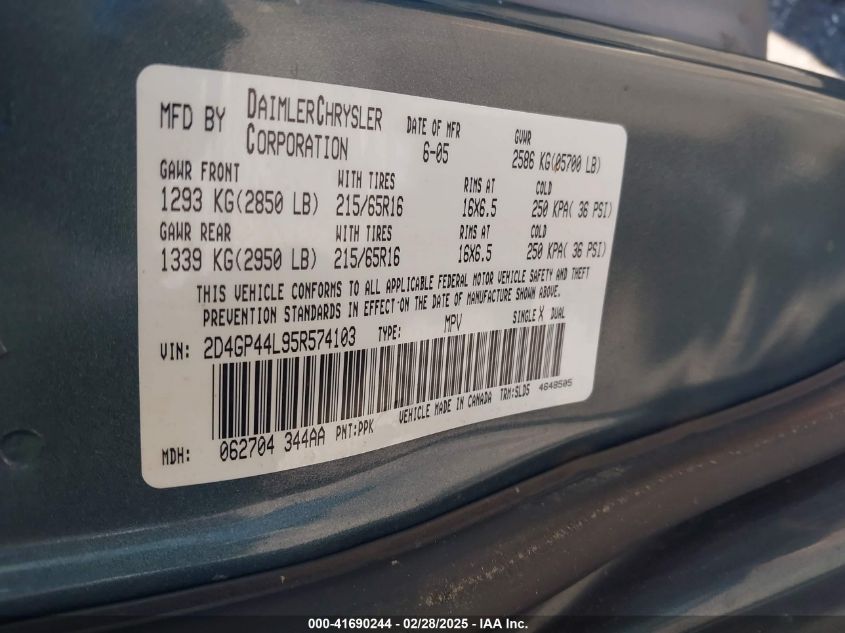 MFD BY DAIMLERCHRYSLER CORPORATION DATE OF MFR 6-05 GVWR 2586 KG(05700 LB)
GAWR FRONT WITH TIRES RIMS AT COLD
1293 KG(2850 LB) 215/65R16 16X6.5 250 KPA( 36 PSI)
GAWR REAR WITH TIRES RIMS AT COLD
1339 KG(2950 LB) 215/65R16 16X6.5 250 KPA( 36 PSI)
THIS VEHICLE CONFORMS TO ALL APPLICABLE FEDERAL MOTOR VEHICLE SAFETY AND THEFT
PREVENTION STANDARDS IN EFFECT ON THE DATE OF MANUFACTURE SHOWN ABOVE.
VIN: 2D4GP44L95R574103 TYPE: MPV SINGLE X DUAL
MDH: 062704 344AA PNT:PPK VEHICLE MADE IN CANADA TRM:SLD5 4648505
000-41690244 - 02/28/2025 - IAA Inc.